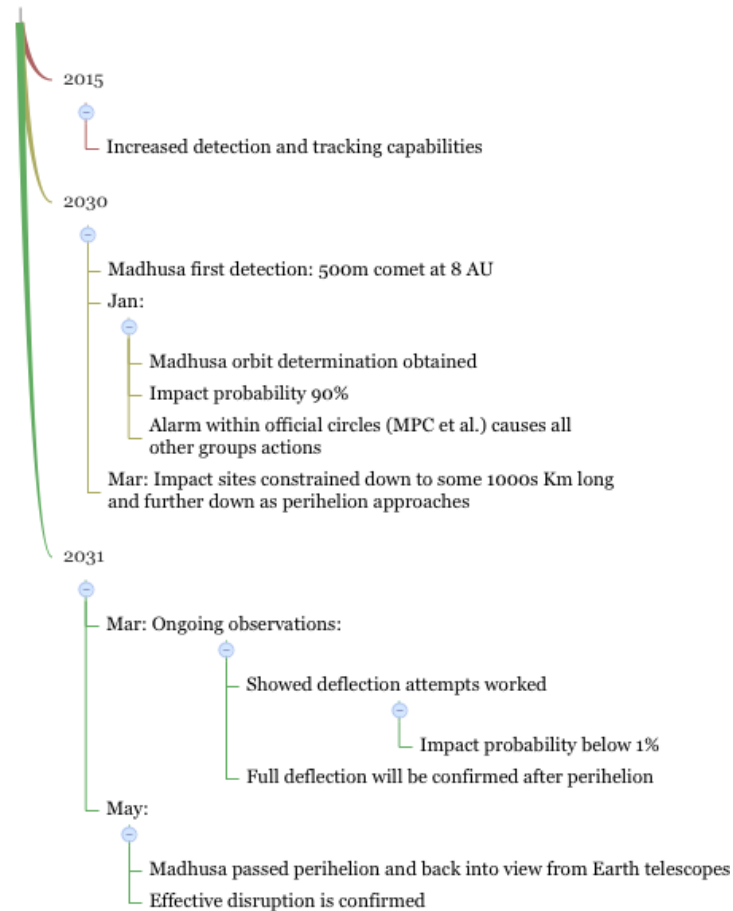 2015
Increased detection and tracking capabilities
2030
Madhusa first detection: 500m comet at 8 AU
Jan:
Madhusa orbit determination obtained
Impact probability 90%
Alarm within official circles (MPC et al.) causes all
other groups actions
Mar: Impact sites constrained down to some 1000s Km long
and further down as perihelion approaches
2031
Mar: Ongoing observations:
Showed deflection attempts worked
Impact probability below 1%
Full deflection will be confirmed after perihelion
May:
Madhusa passed perihelion and back into view from Earth telescopes
Effective disruption is confirmed